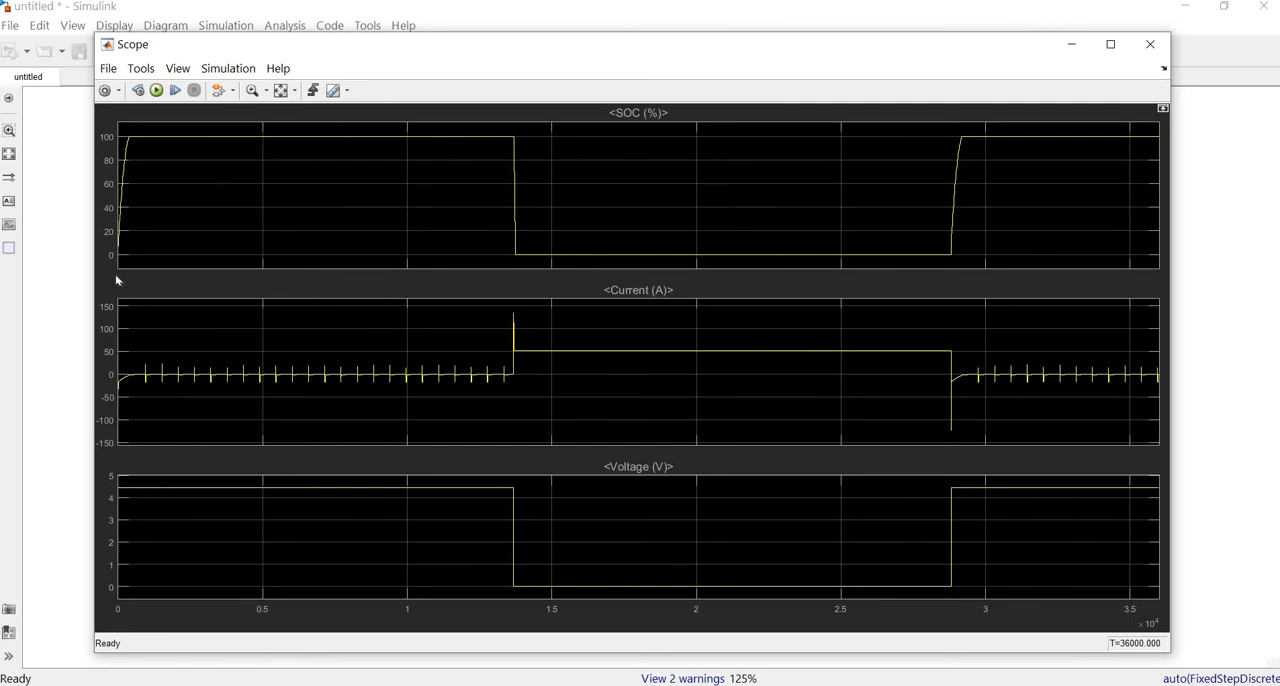 untitled * - Simulink
File Edit View Display Diagram Simulation Analysis Code Tools Help
untitled
Scope
File Tools View Simulation Help
<SOC (%)>
100
80
60
40
20
0
<Current (A)>
150
100
50
0
-50
-100
-150
<Voltage (V)>
5
4
3
2
1
0
0 0.5 1 1.5 2 2.5 3 3.5
× 10⁴
Ready T=36000.000
Ready View 2 warnings 125% auto(FixedStepDiscrete